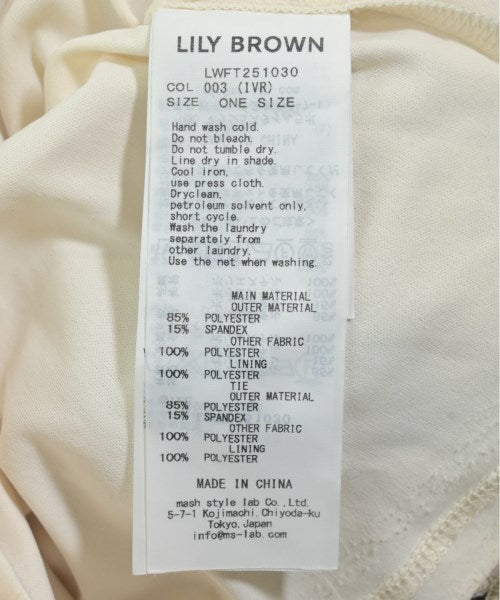 LILY BROWN
LWFT251030
COL 003 (IVR)
SIZE ONE SIZE
Hand wash cold.
Do not bleach.
Do not tumble dry.
Line dry in shade.
Cool iron,
use press cloth.
Dryclean,
petroleum solvent only.
short cycle.
Wash the laundry
separately from
other laundry.
Use the net when washing.
MAIN MATERIAL
OUTER MATERIAL
85% POLYESTER
15% SPANDEX
OTHER FABRIC
100% POLYESTER
LINING
100% POLYESTER
TIE
OUTER MATERIAL
85% POLYESTER
15% SPANDEX
OTHER FABRIC
100% POLYESTER
LINING
100% POLYESTER
MADE IN CHINA
mash style lab Co.,Ltd.
5-7-1 Kojimachi.Chiyoda-ku
Tokyo,Japan
info@ms-lab.com